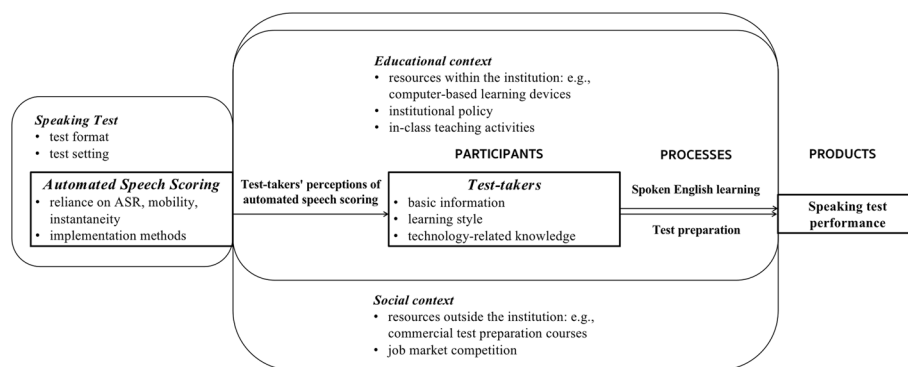 Educational context
• resources within the institution: e.g.,
computer-based learning devices
• institutional policy
• in-class teaching activities
Speaking Test
• test format
• test setting
PARTICIPANTS
PROCESSES
PRODUCTS
Automated Speech Scoring
• reliance on ASR, mobility,
instantaneity
• implementation methods
Test-takers' perceptions of
automated speech scoring
Test-takers
• basic information
• learning style
• technology-related knowledge
Spoken English learning
Test preparation
Speaking test
performance
Social context
• resources outside the institution: e.g.,
commercial test preparation courses
• job market competition